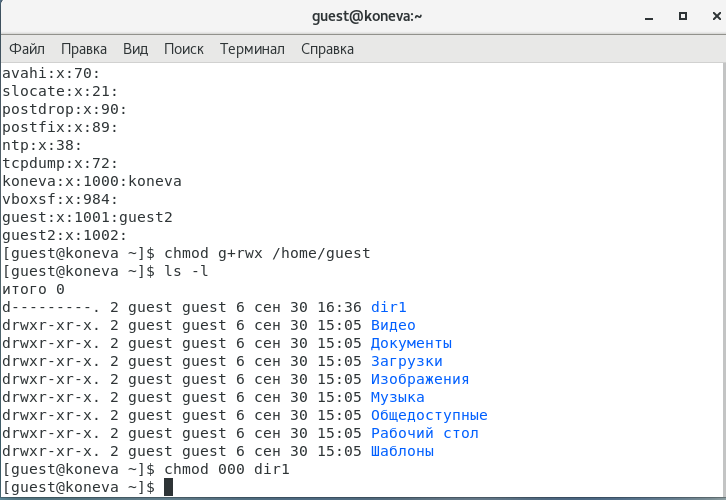 guest@koneva:~
Файл Правка Вид Поиск Терминал Справка
avahi:x:70:
slocate:x:21:
postdrop:x:90:
postfix:x:89:
ntp:x:38:
tcpdump:x:72:
koneva:x:1000:koneva
vboxsf:x:984:
guest:x:1001:guest2
guest2:x:1002:
[guest@koneva ~]$ chmod g+rwx /home/guest
[guest@koneva ~]$ ls -l
итого 0
d---------. 2 guest guest 6 сен 30 16:36 dir1
drwxr-xr-x. 2 guest guest 6 сен 30 15:05 Видео
drwxr-xr-x. 2 guest guest 6 сен 30 15:05 Документы
drwxr-xr-x. 2 guest guest 6 сен 30 15:05 Загрузки
drwxr-xr-x. 2 guest guest 6 сен 30 15:05 Изображения
drwxr-xr-x. 2 guest guest 6 сен 30 15:05 Музыка
drwxr-xr-x. 2 guest guest 6 сен 30 15:05 Общедоступные
drwxr-xr-x. 2 guest guest 6 сен 30 15:05 Рабочий стол
drwxr-xr-x. 2 guest guest 6 сен 30 15:05 Шаблоны
[guest@koneva ~]$ chmod 000 dir1
[guest@koneva ~]$